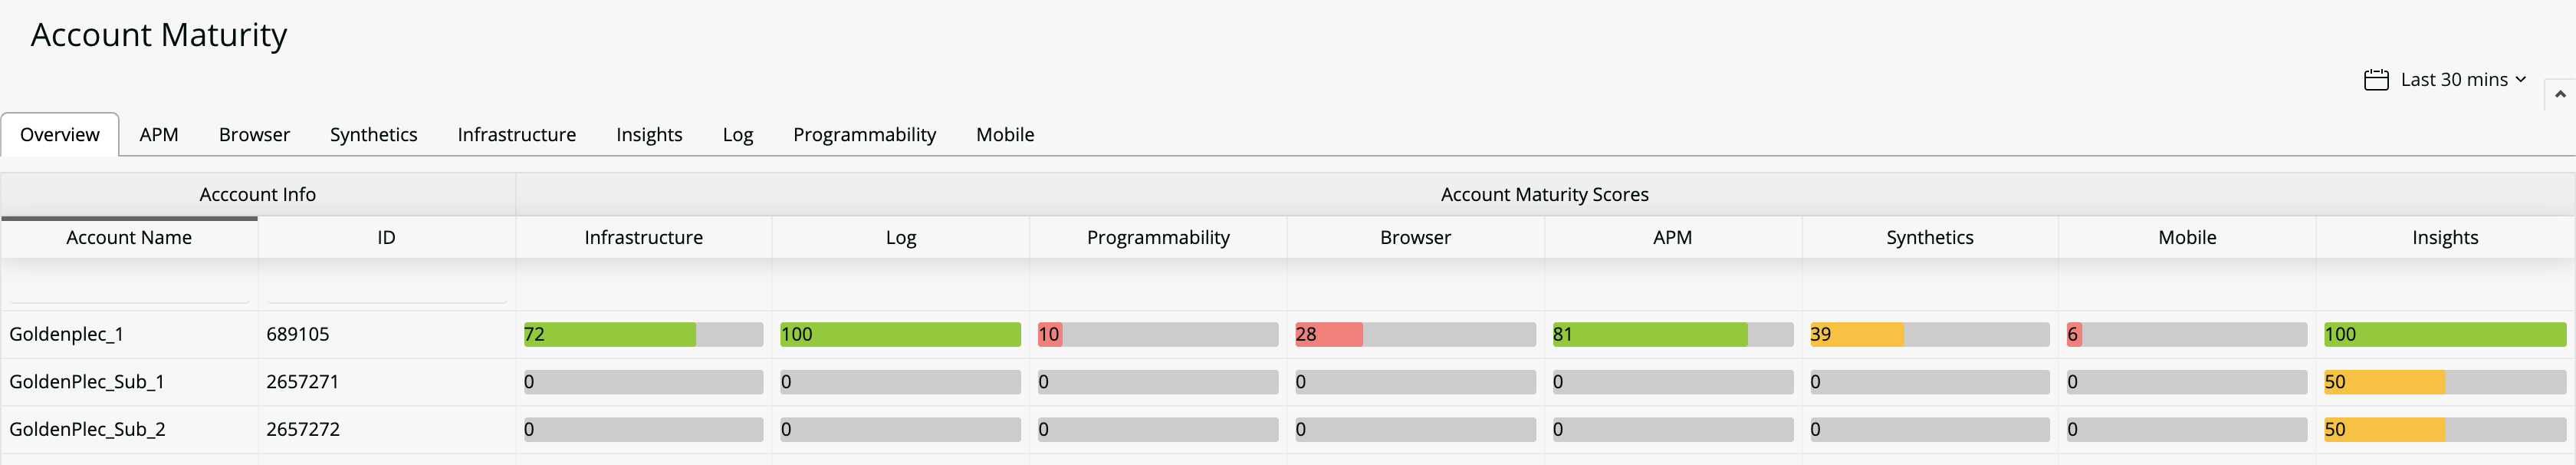 Account Maturity
Last 30 mins
Overview APM Browser Synthetics Infrastructure Insights Log Programmability Mobile
Acccount Info Account Maturity Scores
Account Name ID Infrastructure Log Programmability Browser APM Synthetics Mobile Insights
Goldenplec_1 689105 72 100 10 28 81 39 6 100
GoldenPlec_Sub_1 2657271 0 0 0 0 0 0 0 50
GoldenPlec_Sub_2 2657272 0 0 0 0 0 0 0 50